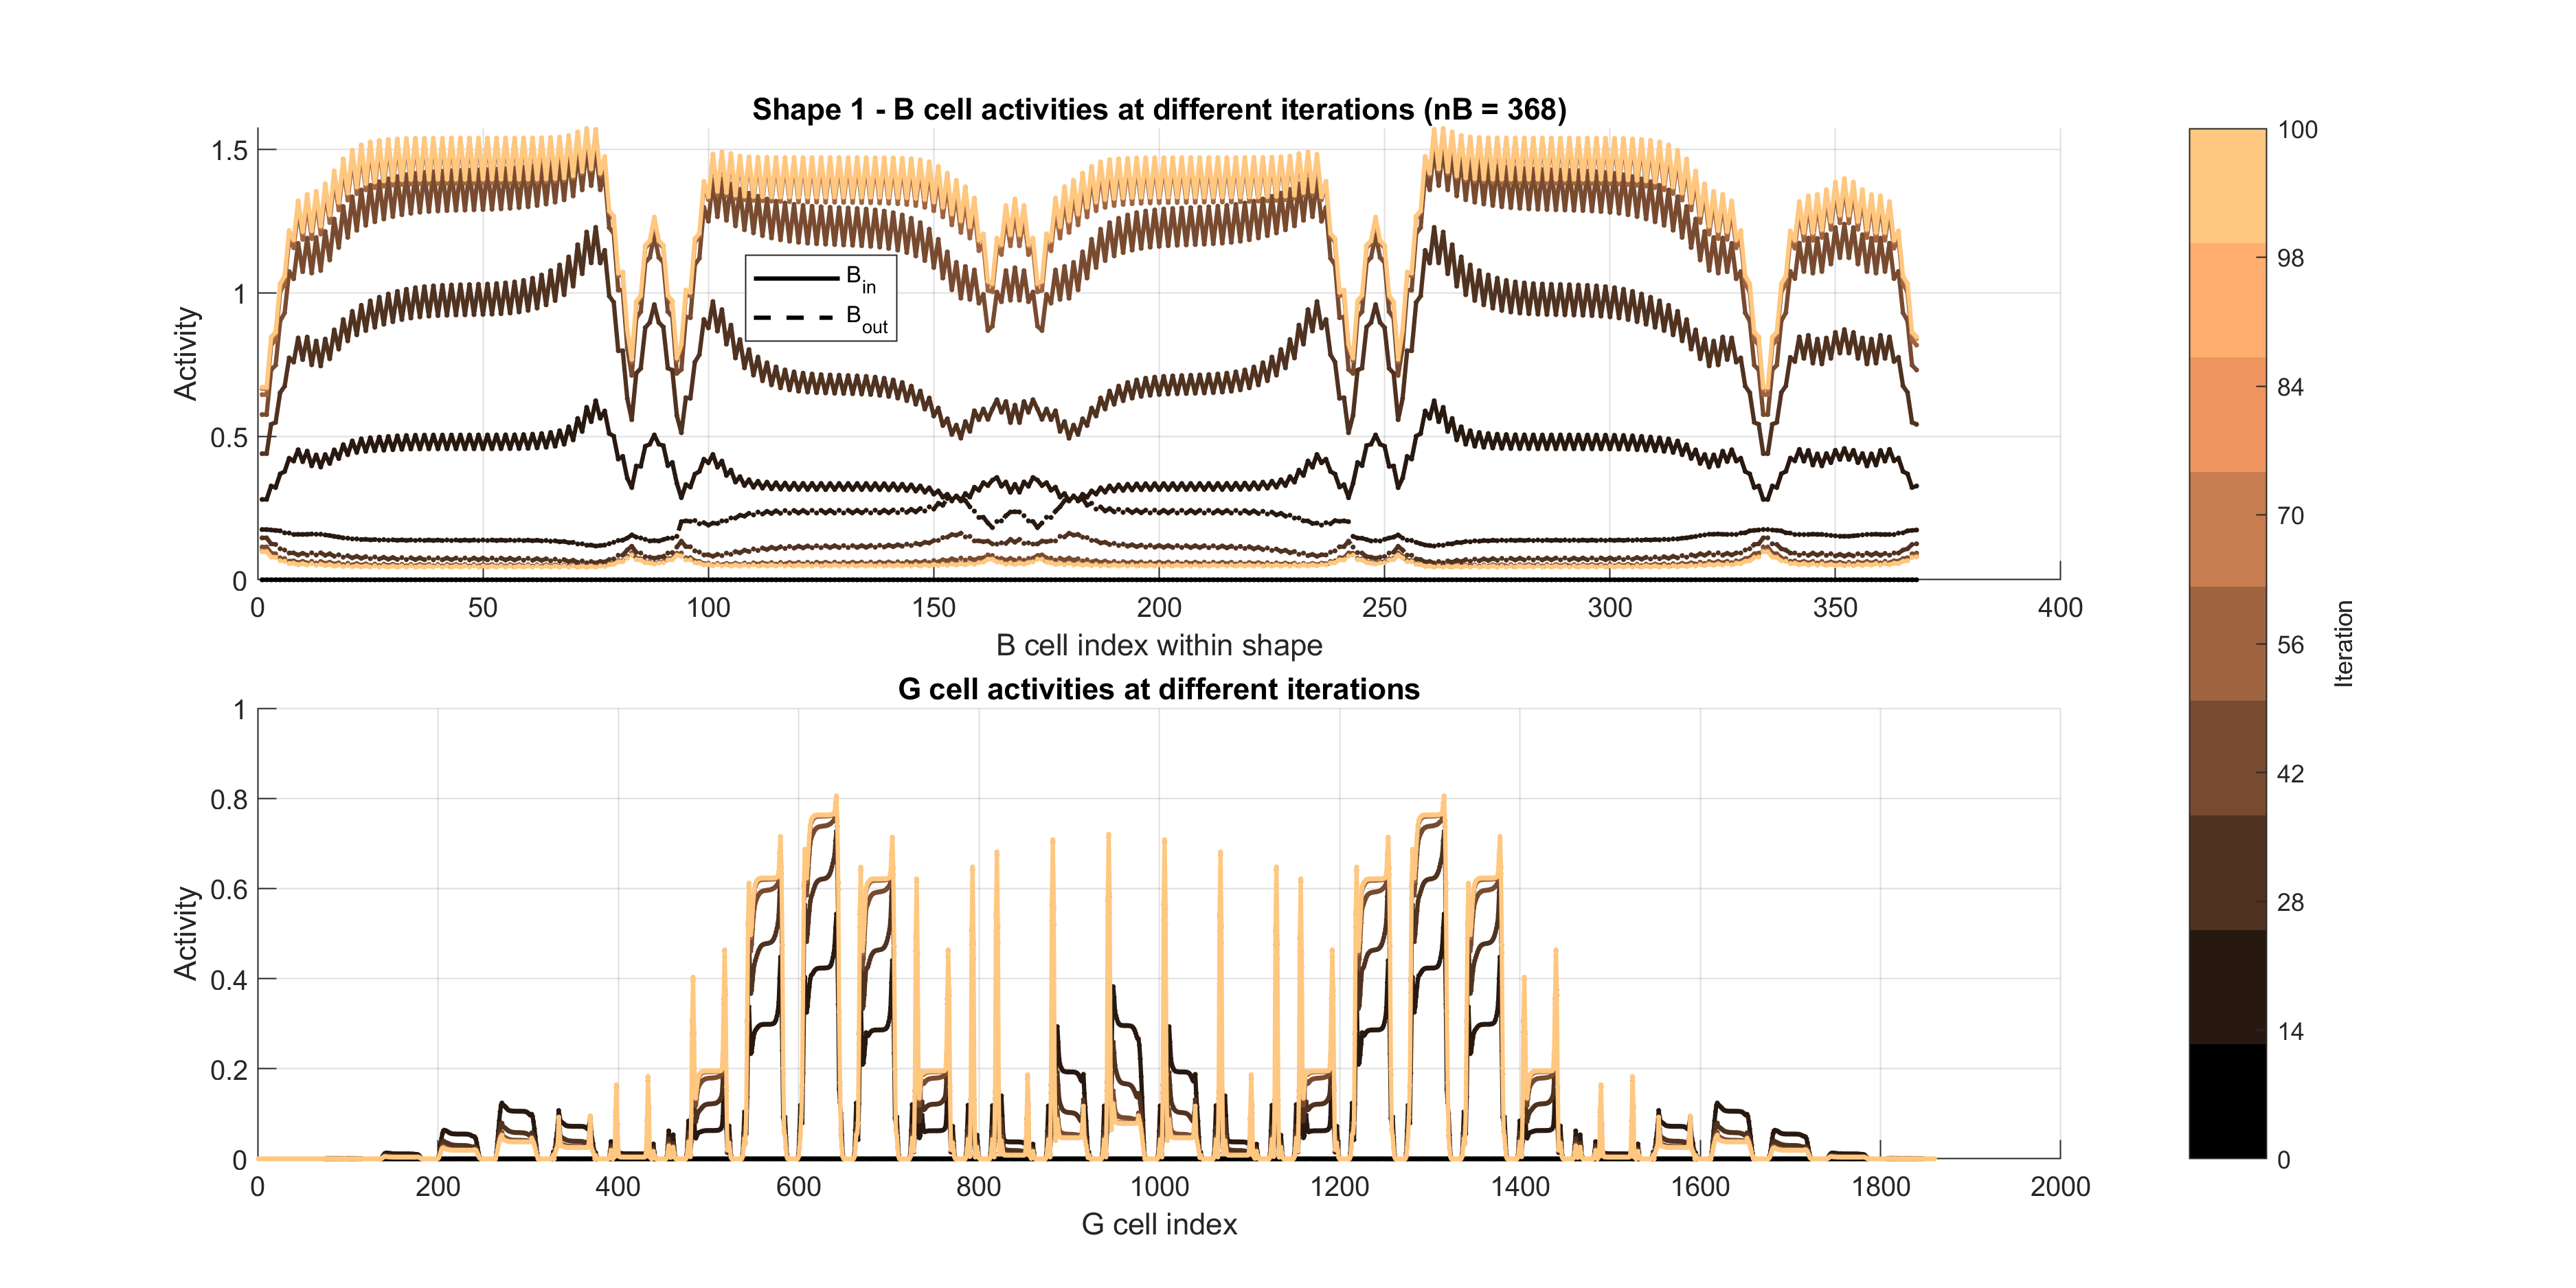 Shape 1 - B cell activities at different iterations (nB = 368)
Activity
1.5
1
0.5
0
B_in
B_out
0 50 100 150 200 250 300 350 400
B cell index within shape
G cell activities at different iterations
Activity
1
0.8
0.6
0.4
0.2
0
0 200 400 600 800 1000 1200 1400 1600 1800 2000
G cell index
100
98
84
70
56
42
28
14
0
Iteration